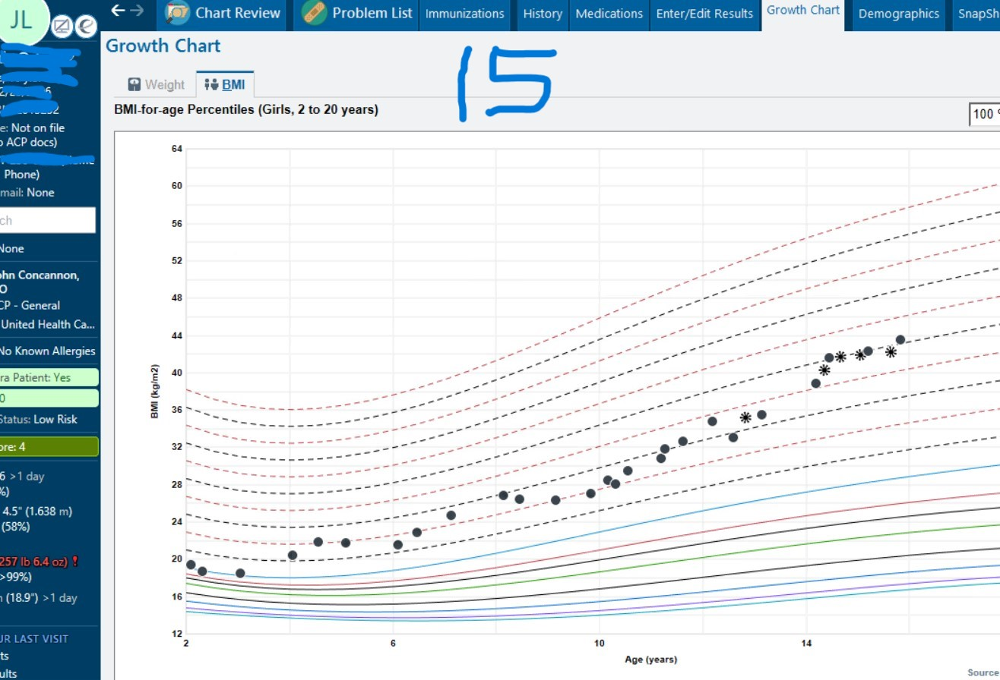 JL
Chart Review
Problem List
Immunizations
History
Medications
Enter/Edit Results
Growth Chart
Demographics
SnapSh
Growth Chart
15
Weight
BMI
BMI-for-age Percentiles (Girls, 2 to 20 years)
100 %
e: Not on file
ACP docs)
Phone)
mail: None
ch
None
ohn Concannon,
O
CP - General
United Health Ca...
No Known Allergies
ra Patient: Yes
0
Status: Low Risk
ore: 4
6 >1 day
%)
4.5" (1.638 m)
(58%)
257 lb 6.4 oz) !
>99%)
(18.9") >1 day
UR LAST VISIT
ts
ults
64
60
56
52
48
44
40
36
32
28
24
20
16
12
BMI (kg/m2)
2
6
10
14
Age (years)
Source